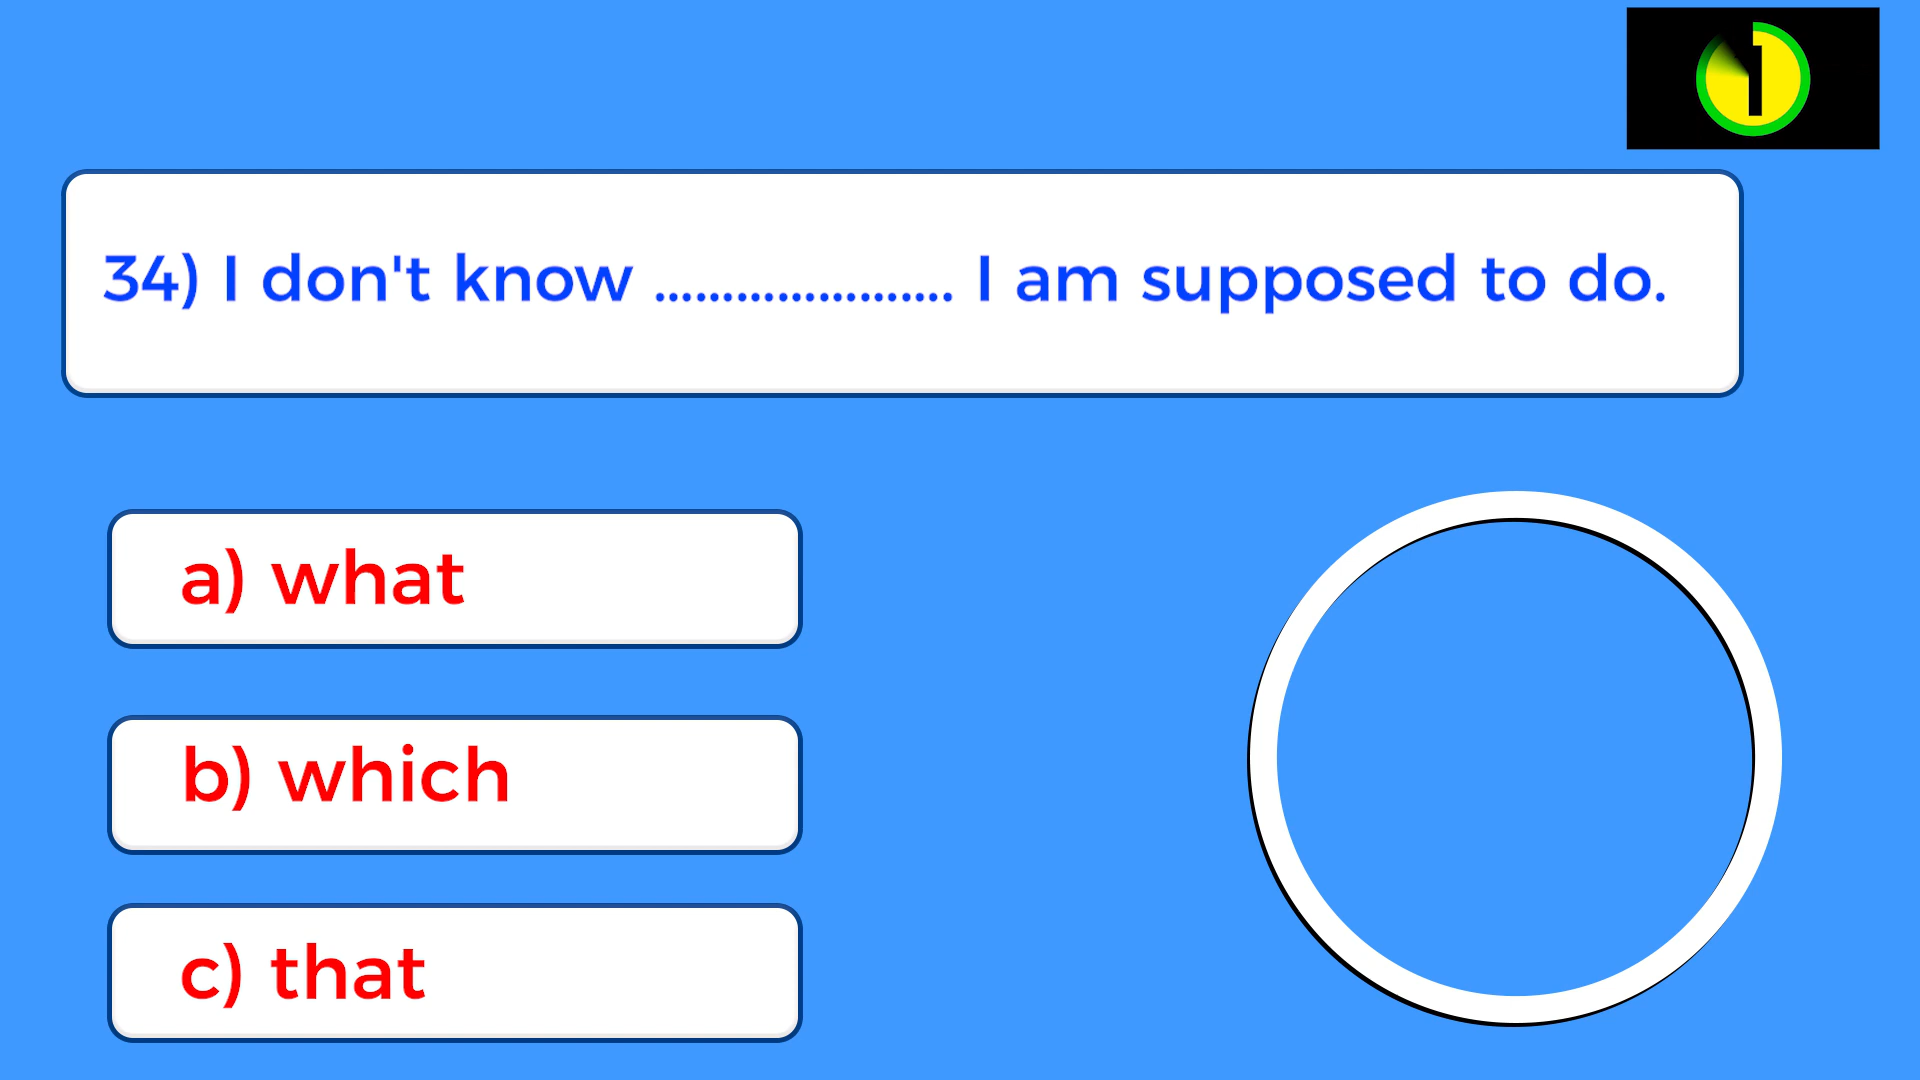 1
34) I don't know ...................... I am supposed to do.
a) what
b) which
c) that